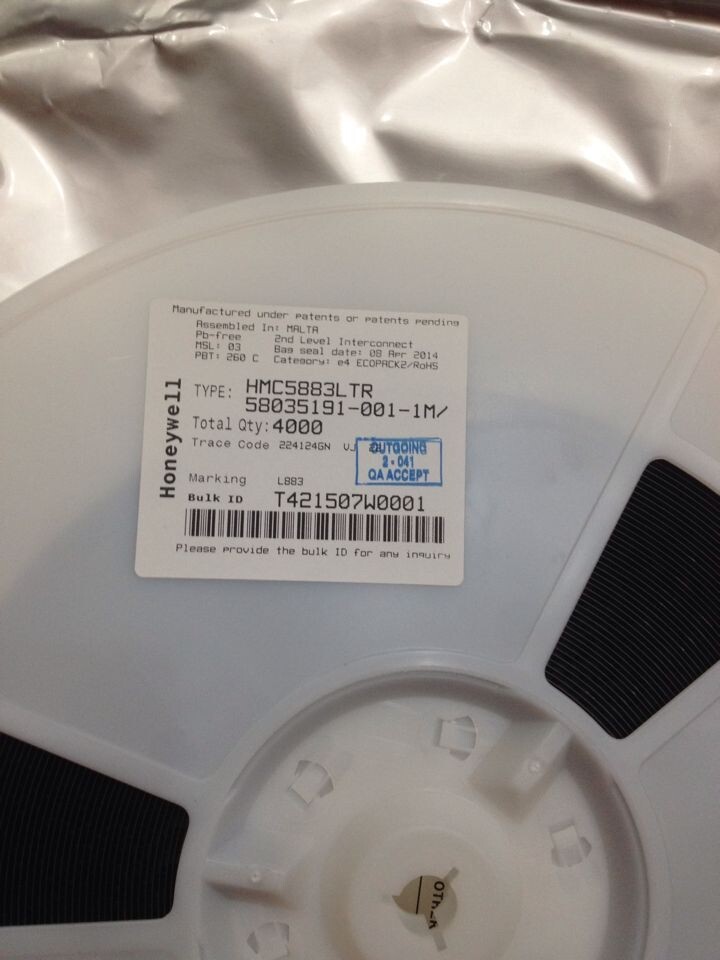 Manufactured under patents or patents pending
Assembled In: MALTA
Pb-free 2nd Level Interconnect
MSL: 03 Bag seal date: 08 Apr 2014
PBT: 260 C Category: e4 ECOPACK2/RoHS
Honeywell
TYPE: HMC5883LTR
58035191-001-1M/
Total Qty: 4000
Trace Code 224124GN VJ
OUTGOING
2-041
QA ACCEPT
Marking L883
Bulk ID T421507W0001
Please provide the bulk ID for any inquiry